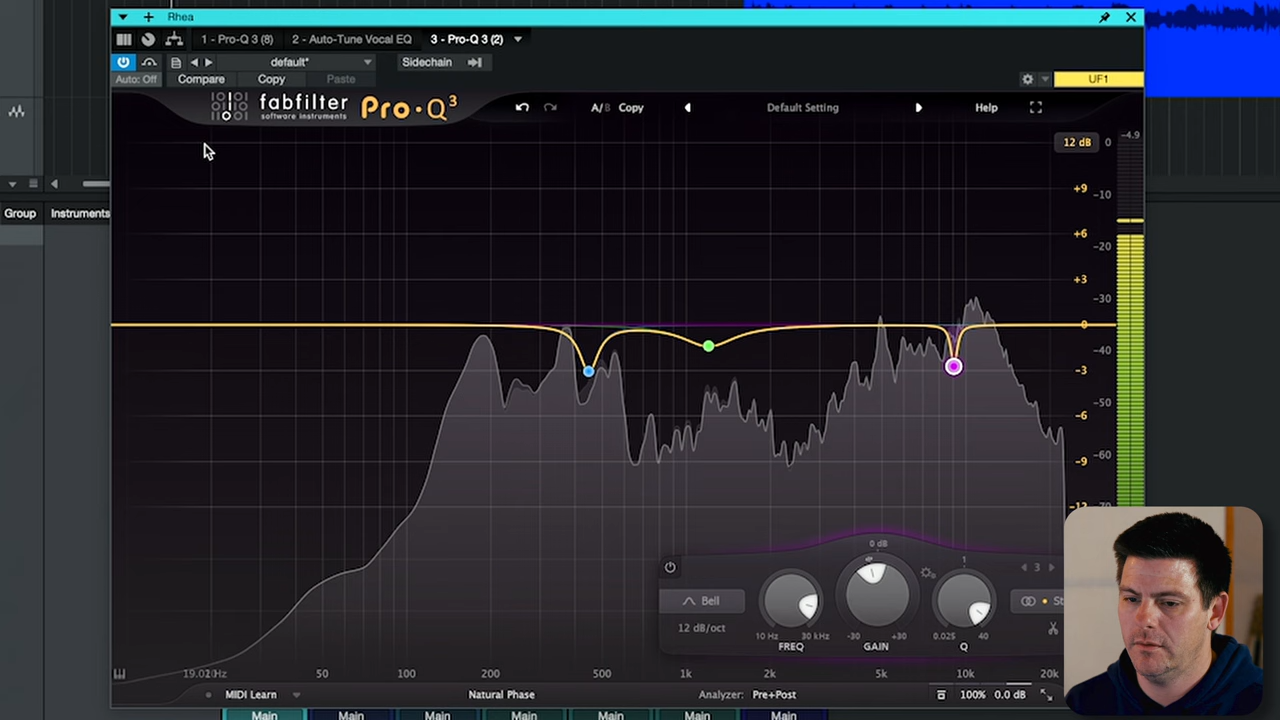 Rhea
1 - Pro-Q 3 (8) 2 - Auto-Tune Vocal EQ 3 - Pro-Q 3 (2)
default* Sidechain
Auto: Off Compare Copy Paste UF1
fabfilter Pro·Q3
software instruments
A/B Copy Default Setting Help
12 dB 0 -4.9
+9 -10
+6 -20
+3 -30
0
-3 -40
-6 -50
-9 -60
-12 -70
Group Instruments
0 dB
1
3
Bell
12 dB/oct
10 Hz 30 kHz -30 +30 0.025 40
FREQ GAIN Q
50 100 200 500 1k 2k 5k 10k 20k
MIDI Learn Natural Phase Analyzer: Pre+Post 100% 0.0 dB
Main Main Main Main Main Main Main